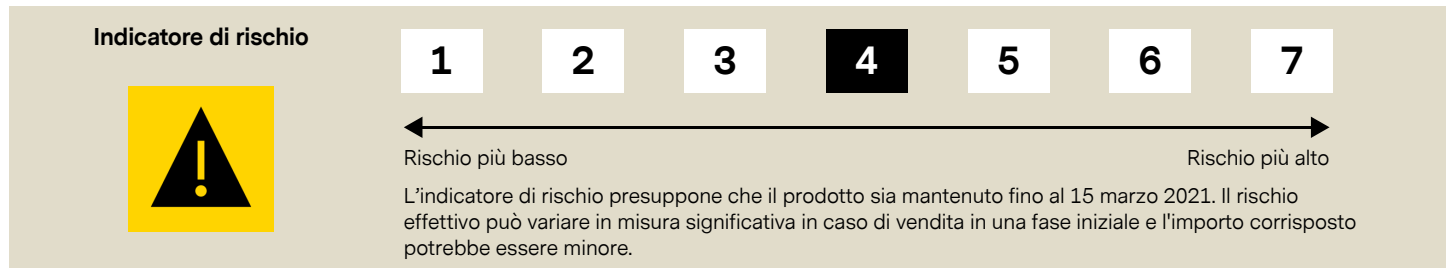 Indicatore di rischio
1 2 3 4 5 6 7
Rischio più basso Rischio più alto
L’indicatore di rischio presuppone che il prodotto sia mantenuto fino al 15 marzo 2021. Il rischio
effettivo può variare in misura significativa in caso di vendita in una fase iniziale e l'importo corrisposto
potrebbe essere minore.